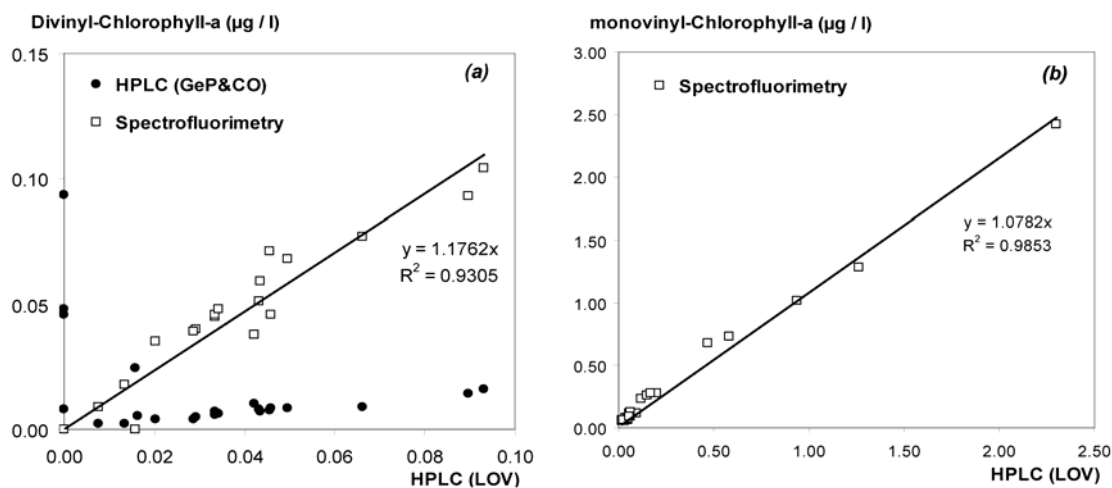 Divinyl-Chlorophyll-a (µg / l)
0.15
(a)
HPLC (GeP&CO)
Spectrofluorimetry
0.10
y = 1.1762x
R² = 0.9305
0.05
0.00
0.00 0.02 0.04 0.06 0.08 0.10
HPLC (LOV)
monovinyl-Chlorophyll-a (µg / l)
3.00
(b)
Spectrofluorimetry
2.50
2.00
y = 1.0782x
R² = 0.9853
1.50
1.00
0.50
0.00
0.00 0.50 1.00 1.50 2.00 2.50
HPLC (LOV)